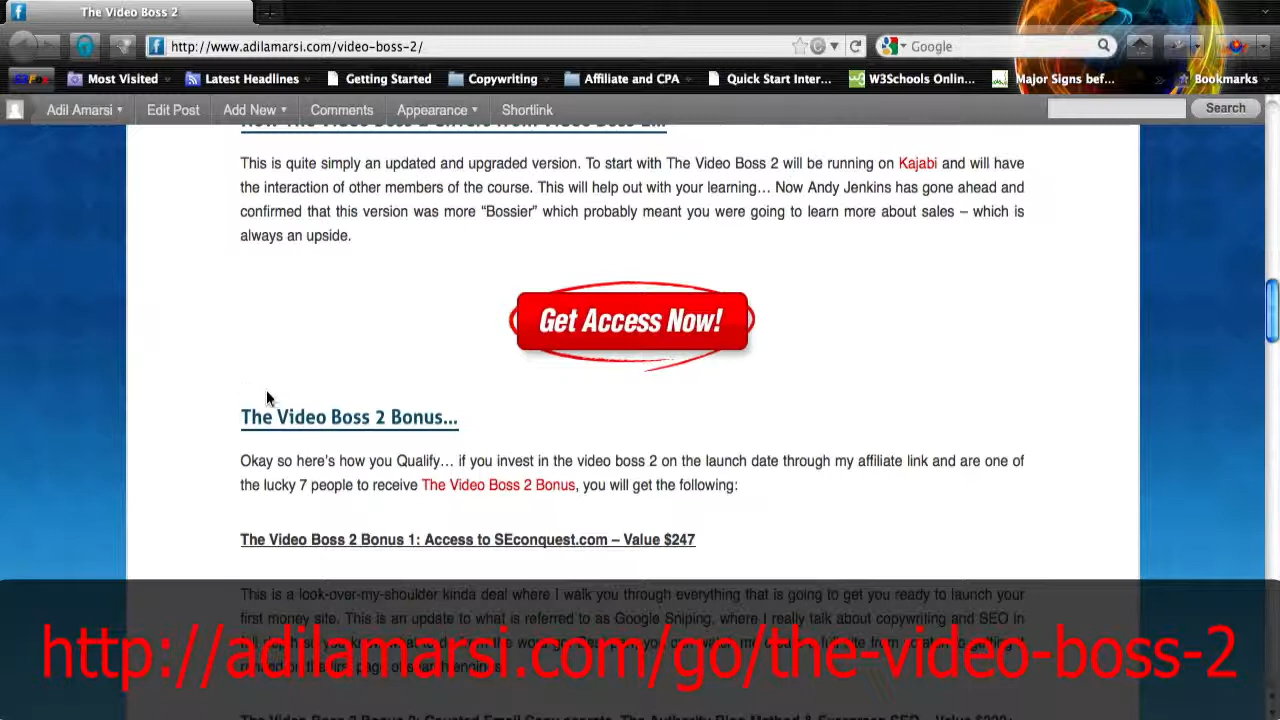 The Video Boss 2
http://www.adilamarsi.com/video-boss-2/
Google
Most Visited
Latest Headlines
Getting Started
Copywriting
Affiliate and CPA
Quick Start Inter...
W3Schools Onlin...
Major Signs bef...
Bookmarks
Adil Amarsi
Edit Post
Add New
Comments
Appearance
Shortlink
Search
This is quite simply an updated and upgraded version. To start with The Video Boss 2 will be running on Kajabi and will have
the interaction of other members of the course. This will help out with your learning… Now Andy Jenkins has gone ahead and
confirmed that this version was more “Bossier” which probably meant you were going to learn more about sales – which is
always an upside.
Get Access Now!
The Video Boss 2 Bonus...
Okay so here’s how you Qualify… if you invest in the video boss 2 on the launch date through my affiliate link and are one of
the lucky 7 people to receive The Video Boss 2 Bonus, you will get the following:
The Video Boss 2 Bonus 1: Access to SEconquest.com – Value $247
This is a look-over-my-shoulder kinda deal where I walk you through everything that is going to get you ready to launch your
first money site. This is an update to what is referred to as Google Sniping, where I really talk about copywriting and SEO in
http://adilamarsi.com/go/the-video-boss-2